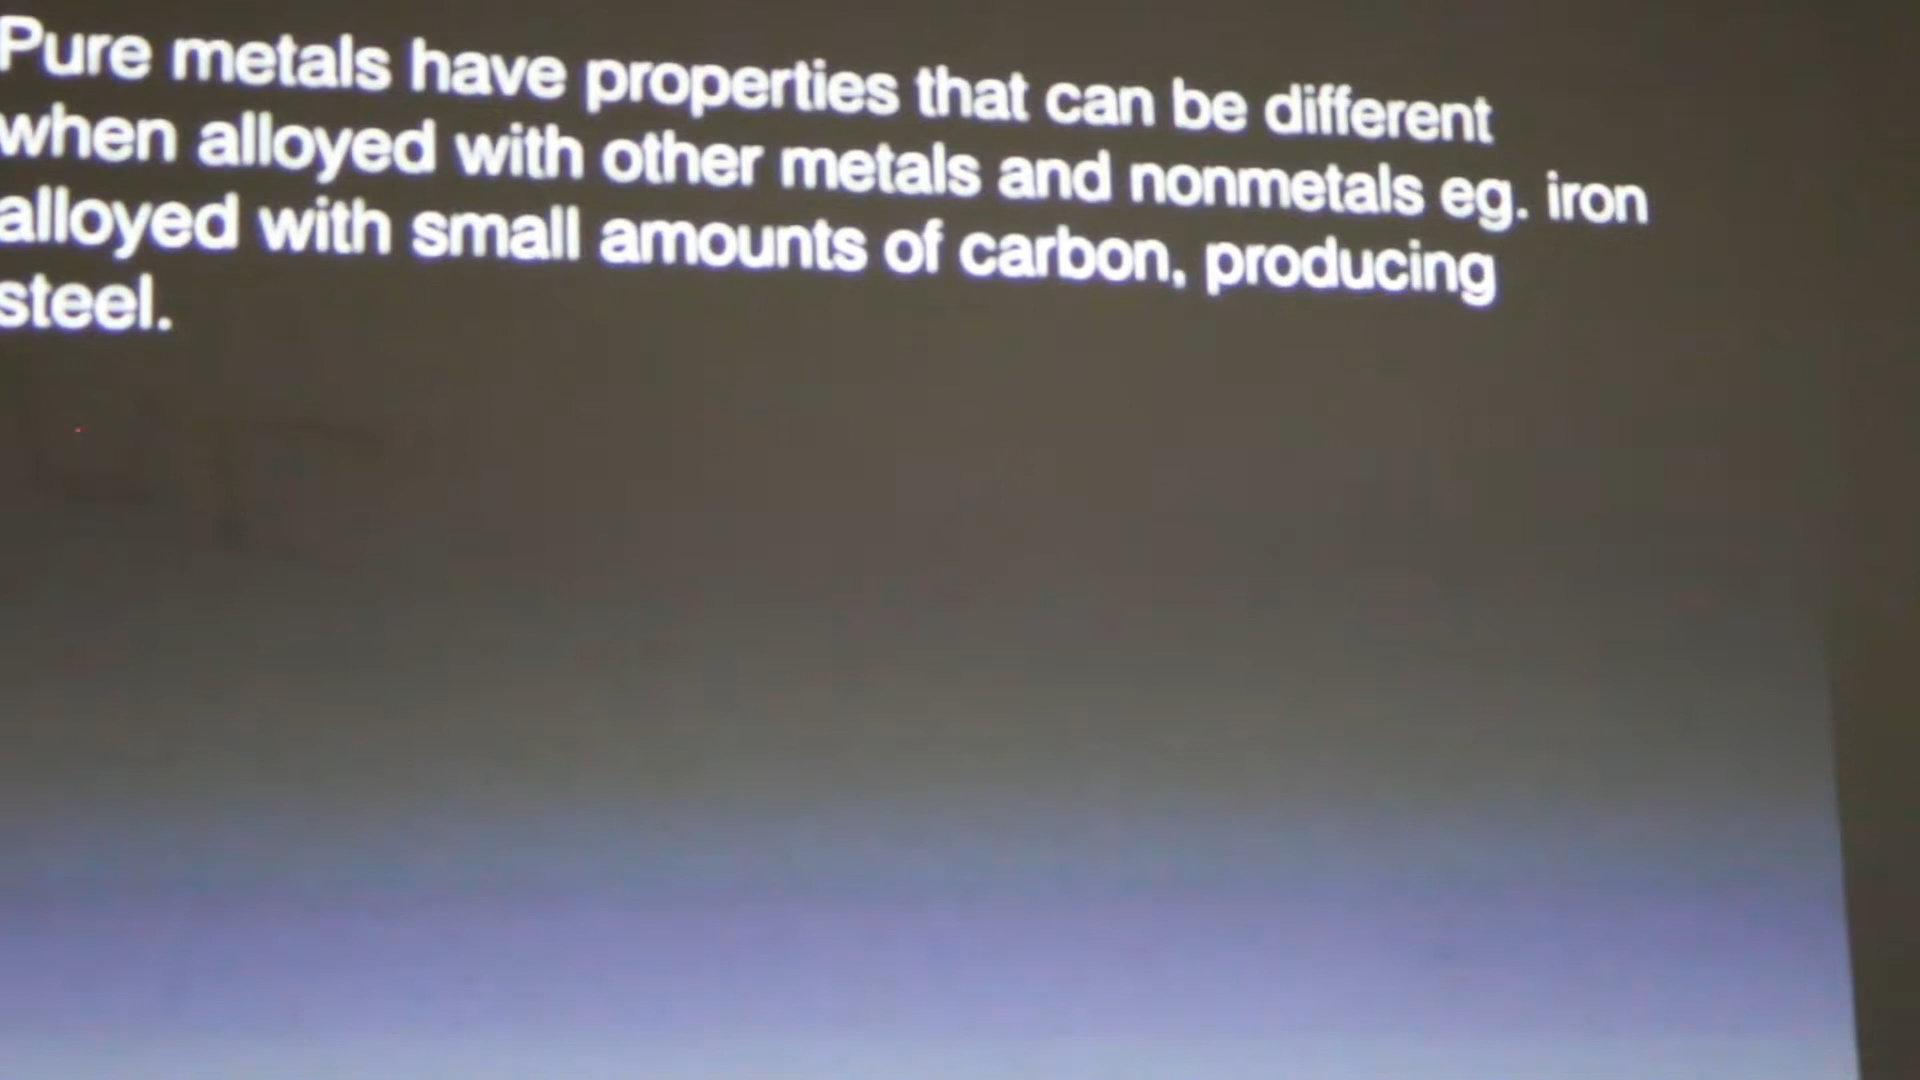 Pure metals have properties that can be different
when alloyed with other metals and nonmetals eg. iron
alloyed with small amounts of carbon, producing
steel.